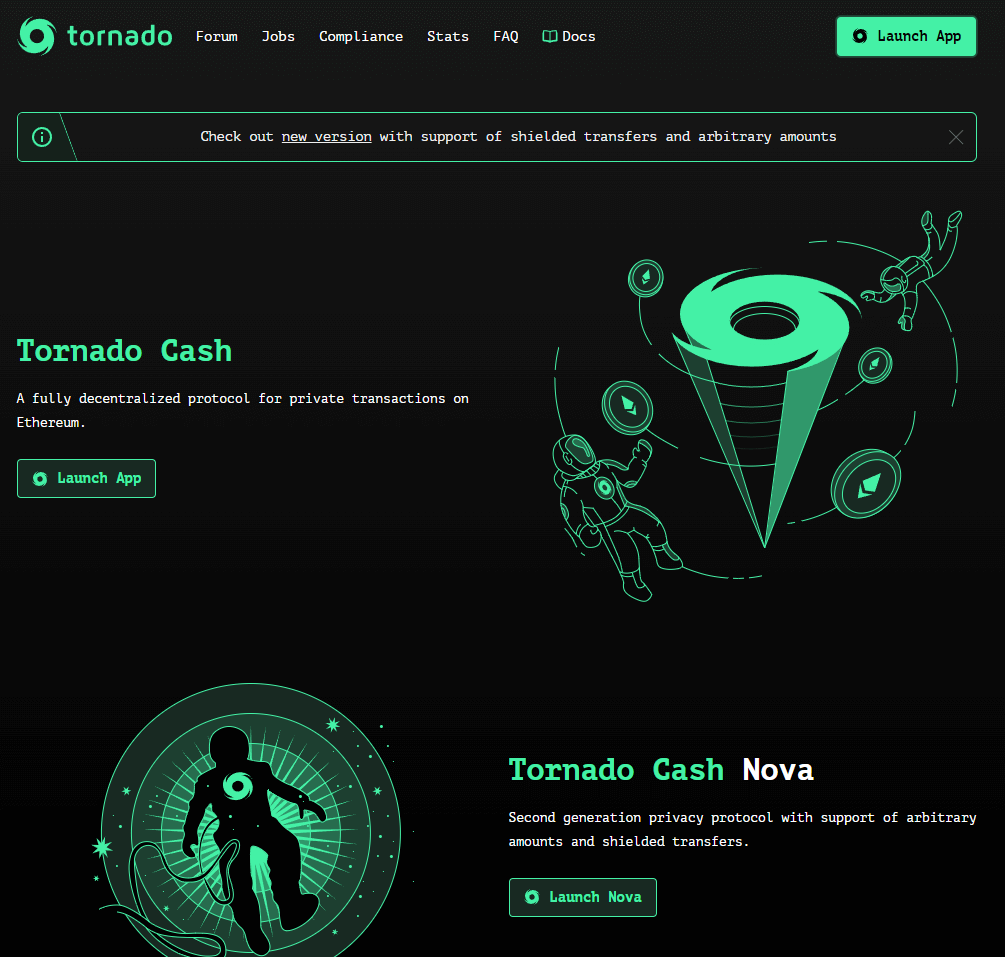 tornado Forum Jobs Compliance Stats FAQ Docs Launch App
Check out new version with support of shielded transfers and arbitrary amounts
Tornado Cash
A fully decentralized protocol for private transactions on
Ethereum.
Launch App
Tornado Cash Nova
Second generation privacy protocol with support of arbitrary
amounts and shielded transfers.
Launch Nova